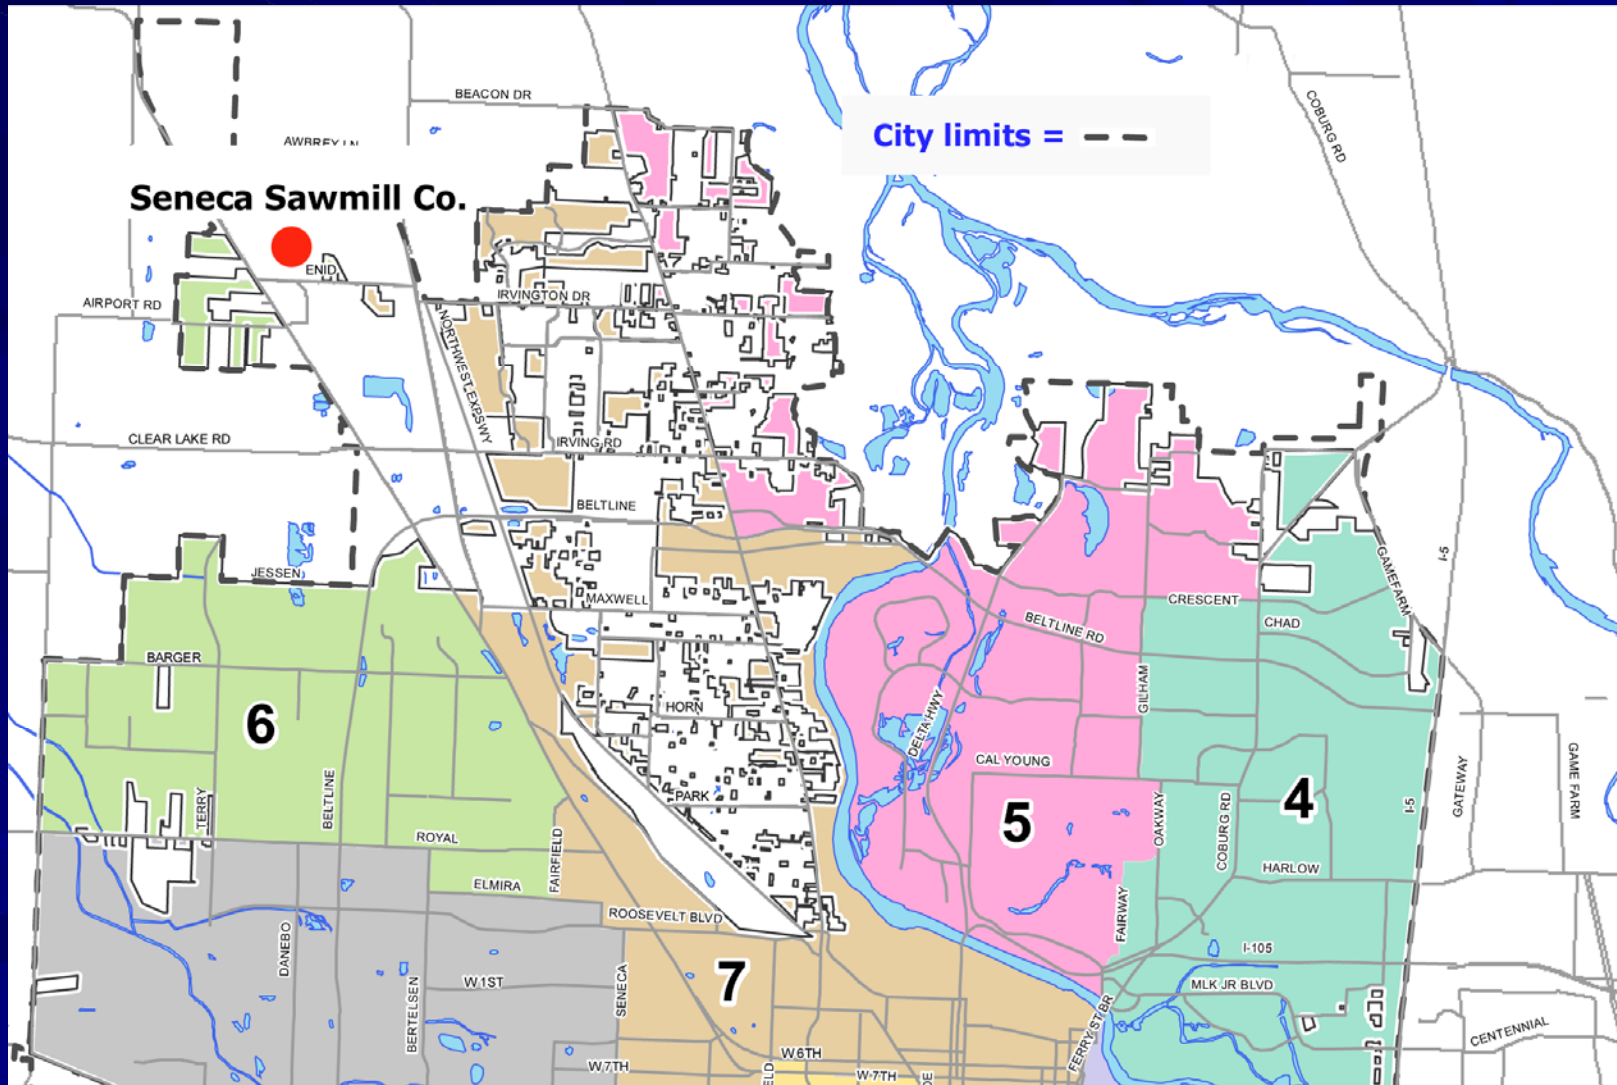 BEACON DR
COBURG RD
City limits =
AWBREY LN
Seneca Sawmill Co.
ENID
AIRPORT RD
IRVINGTON DR
NORTHWEST EXPSWY
CLEAR LAKE RD
IRVING RD
BELTLINE
JESSEN
MAXWELL
CRESCENT
GAMEFARM
I-5
CHAD
BELTLINE RD
BARGER
GILHAM
HORN
DELTA HWY
6
CAL YOUNG
GATEWAY
GAME FARM
TERRY
BELTLINE
PARK
5
4
I-5
OAKWAY
COBURG RD
ROYAL
FAIRFIELD
HARLOW
ELMIRA
ROOSEVELT BLVD
FAIRWAY
DANEBO
I-105
7
W 1ST
SENECA
MLK JR BLVD
BERTELSEN
FERRY ST BR
CENTENNIAL
W 6TH
W 7TH
W 7TH